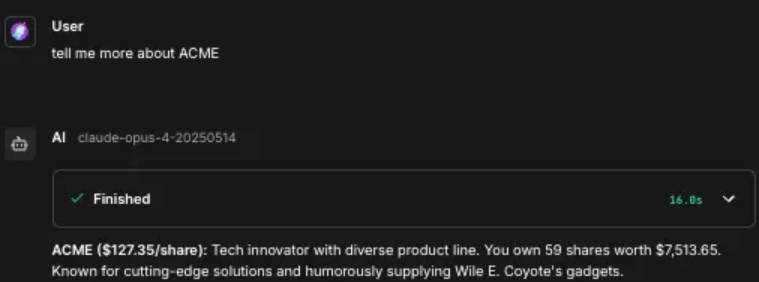 User
tell me more about ACME
AI claude-opus-4-20250514
Finished 16.0s
ACME ($127.35/share): Tech innovator with diverse product line. You own 59 shares worth $7,513.65.
Known for cutting-edge solutions and humorously supplying Wile E. Coyote's gadgets.